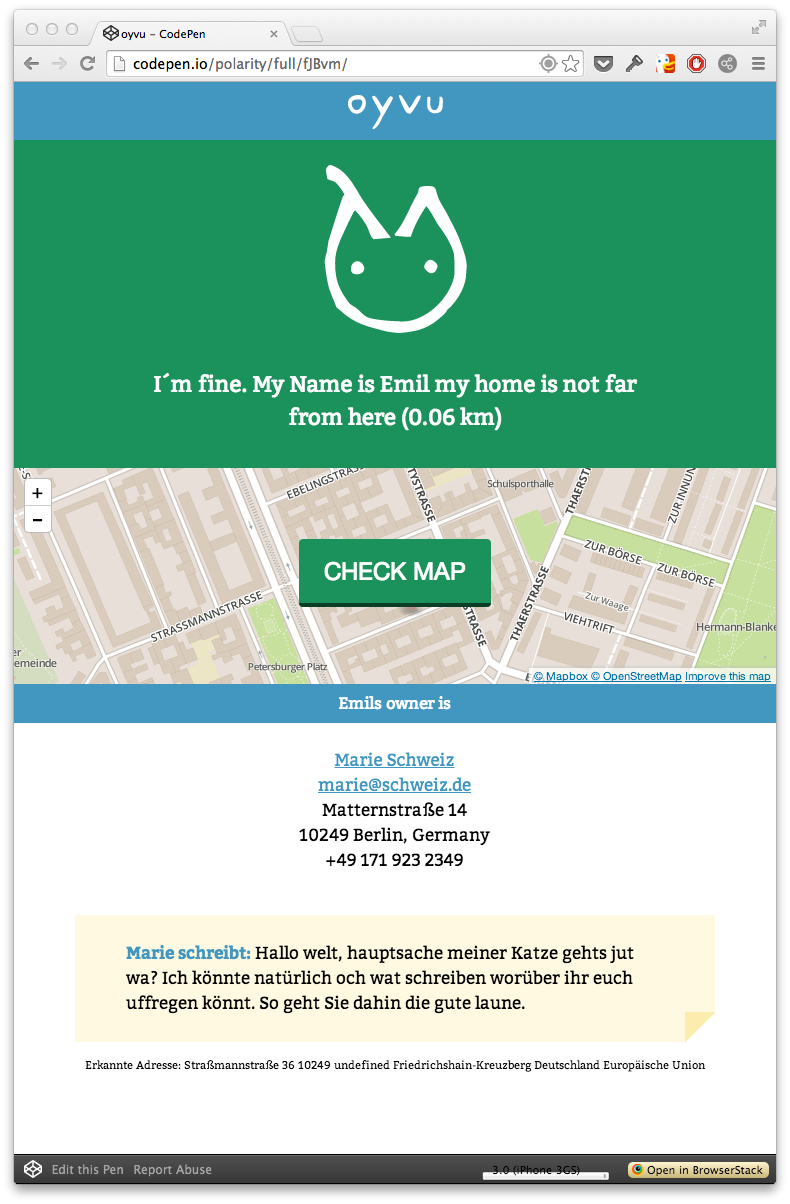 oyvu – CodePen
codepen.io/polarity/full/fJBvm/
oyvu
I´m fine. My Name is Emil my home is not far
from here (0.06 km)
+
−
EBELINGSTRAS
TYSTRASSE
Schulsporthalle
THAERSTRASSE
ZUR INNUN
ZUR BÖRSE
ZUR BÖRSE
CHECK MAP
STRASSMANNSTRASSE
THAERSTRASSE
Zur Waage
VIEHTRIFT
Hermann-Blanke
SSE
er
emeinde
Petersburger Platz
© Mapbox © OpenStreetMap Improve this map
Emils owner is
Marie Schweiz
marie@schweiz.de
Matternstraße 14
10249 Berlin, Germany
+49 171 923 2349
Marie schreibt: Hallo welt, hauptsache meiner Katze gehts jut
wa? Ich könnte natürlich och wat schreiben worüber ihr euch
uffregen könnt. So geht Sie dahin die gute laune.
Erkannte Adresse: Straßmannstraße 36 10249 undefined Friedrichshain-Kreuzberg Deutschland Europäische Union
Edit this Pen Report Abuse 3.0 (iPhone 3GS) Open in BrowserStack